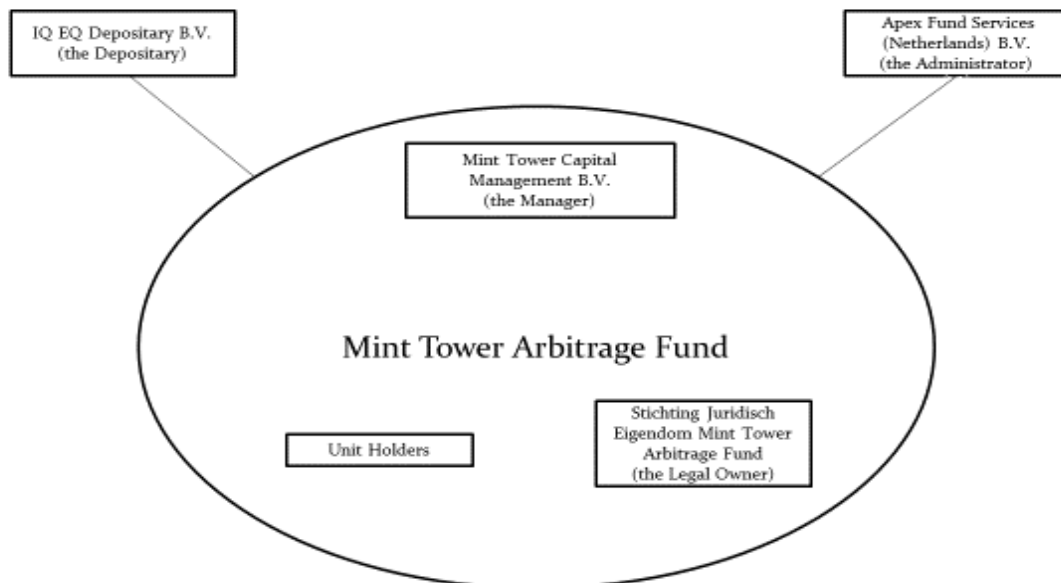 IQ EQ Depositary B.V.
(the Depositary)
Apex Fund Services
(Netherlands) B.V.
(the Administrator)
Mint Tower Capital
Management B.V.
(the Manager)
Mint Tower Arbitrage Fund
Unit Holders
Stichting Juridisch
Eigendom Mint Tower
Arbitrage Fund
(the Legal Owner)